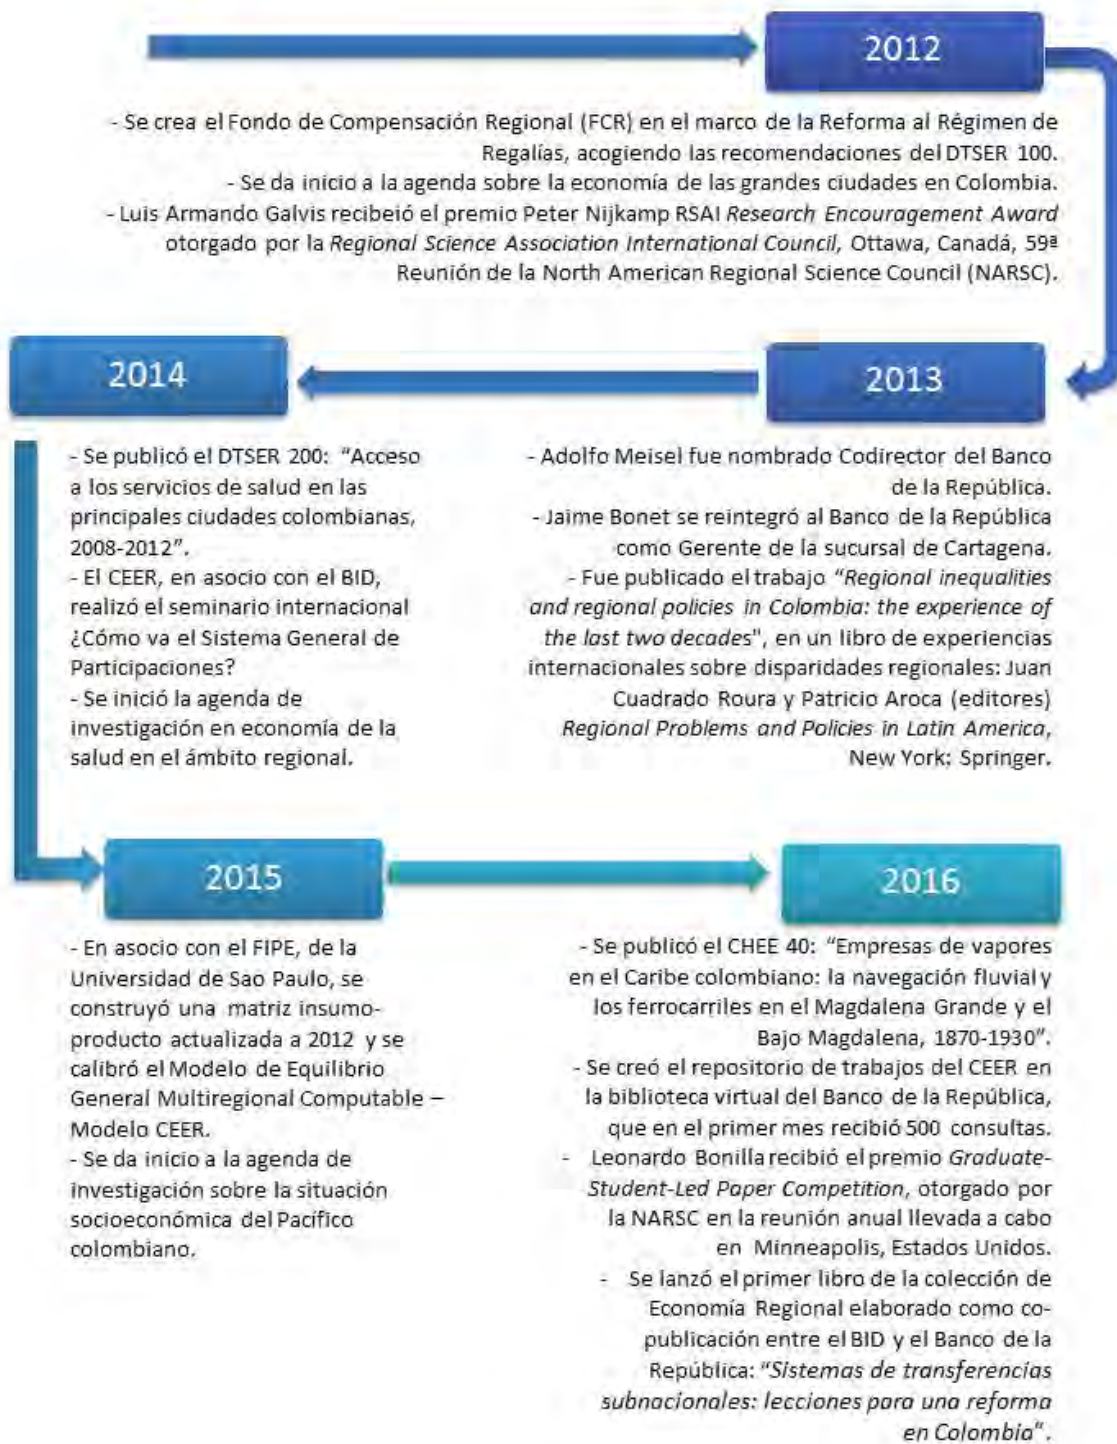 2012
- Se crea el Fondo de Compensación Regional (FCR) en el marco de la Reforma al Régimen de
Regalías, acogiendo las recomendaciones del DTSER 100.
- Se da inicio a la agenda sobre la economía de las grandes ciudades en Colombia.
- Luis Armando Galvis recibeió el premio Peter Nijkamp RSAI Research Encouragement Award
otorgado por la Regional Science Association International Council, Ottawa, Canadá, 59ª
Reunión de la North American Regional Science Council (NARSC).
2013
- Adolfo Meisel fue nombrado Codirector del Banco
de la República.
- Jaime Bonet se reintegró al Banco de la República
como Gerente de la sucursal de Cartagena.
- Fue publicado el trabajo "Regional inequalities
and regional policies in Colombia: the experience of
the last two decades", en un libro de experiencias
internacionales sobre disparidades regionales: Juan
Cuadrado Roura y Patricio Aroca (editores)
Regional Problems and Policies in Latin America,
New York: Springer.
2014
- Se publicó el DTSER 200: "Acceso
a los servicios de salud en las
principales ciudades colombianas,
2008-2012".
- El CEER, en asocio con el BID,
realizó el seminario internacional
¿Cómo va el Sistema General de
Participaciones?
- Se inició la agenda de
investigación en economía de la
salud en el ámbito regional.
2015
- En asocio con el FIPE, de la
Universidad de Sao Paulo, se
construyó una matriz insumo-
producto actualizada a 2012 y se
calibró el Modelo de Equilibrio
General Multiregional Computable –
Modelo CEER.
- Se da inicio a la agenda de
investigación sobre la situación
socioeconómica del Pacífico
colombiano.
2016
- Se publicó el CHEE 40: "Empresas de vapores
en el Caribe colombiano: la navegación fluvial y
los ferrocarriles en el Magdalena Grande y el
Bajo Magdalena, 1870-1930".
- Se creó el repositorio de trabajos del CEER en
la biblioteca virtual del Banco de la República,
que en el primer mes recibió 500 consultas.
- Leonardo Bonilla recibió el premio Graduate-
Student-Led Paper Competition, otorgado por
la NARSC en la reunión anual llevada a cabo
en Minneapolis, Estados Unidos.
- Se lanzó el primer libro de la colección de
Economía Regional elaborado como co-
publicación entre el BID y el Banco de la
República: "Sistemas de transferencias
subnacionales: lecciones para una reforma
en Colombia".